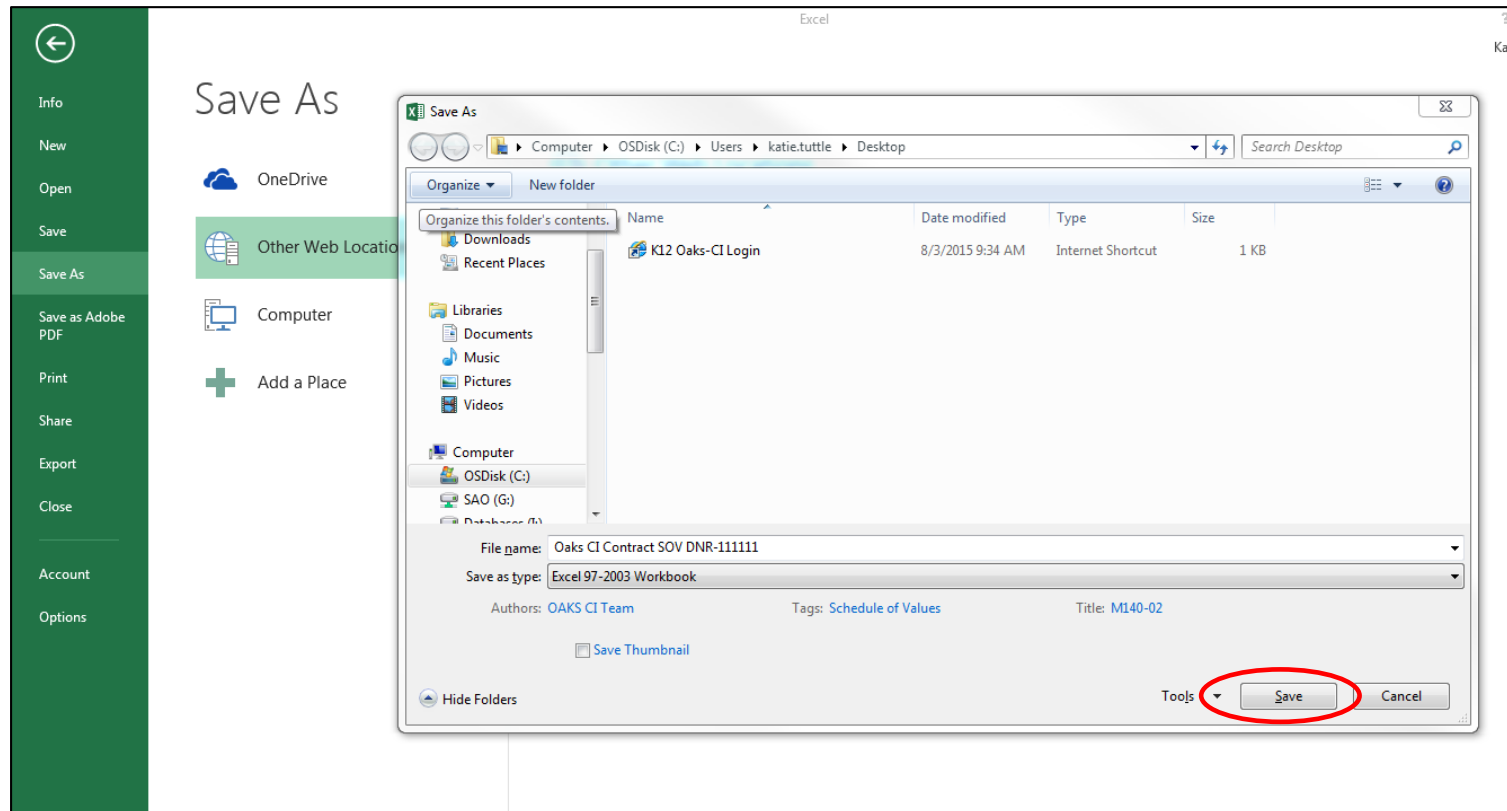 Excel
?
Ka
Info
New
Open
Save
Save As
Save as Adobe
PDF
Print
Share
Export
Close
Account
Options
Save As
OneDrive
Other Web Locatio
Computer
Add a Place
Save As
Computer OSDisk (C:) Users katie.tuttle Desktop
Search Desktop
Organize New folder
Organize this folder's contents.
Name Date modified Type Size
Downloads
Recent Places
Libraries
Documents
Music
Pictures
Videos
Computer
OSDisk (C:)
SAO (G:)
Databases (I:)
K12 Oaks-CI Login 8/3/2015 9:34 AM Internet Shortcut 1 KB
File name: Oaks CI Contract SOV DNR-111111
Save as type: Excel 97-2003 Workbook
Authors: OAKS CI Team Tags: Schedule of Values Title: M140-02
Save Thumbnail
Hide Folders Tools Save Cancel